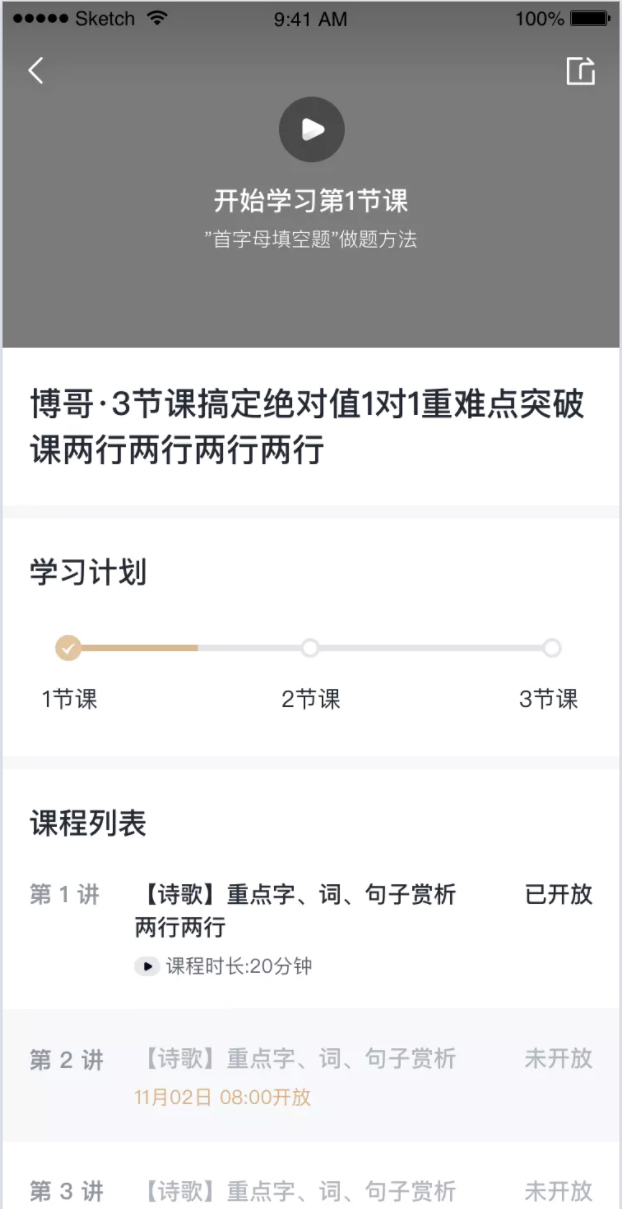 Sketch 9:41 AM 100%
开始学习第1节课
”首字母填空题”做题方法
博哥·3节课搞定绝对值1对1重难点突破
课两行两行两行两行
学习计划
1节课 2节课 3节课
课程列表
第 1 讲 【诗歌】重点字、词、句子赏析 已开放
两行两行
课程时长:20分钟
第 2 讲 【诗歌】重点字、词、句子赏析 未开放
11月02日 08:00开放
第 3 讲 【诗歌】重点字、词、句子赏析 未开放